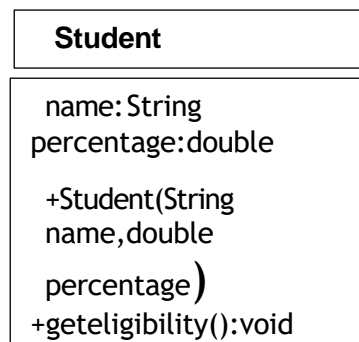 Student
name:String
percentage:double
+Student(String
name,double
percentage)
+geteligibility():void